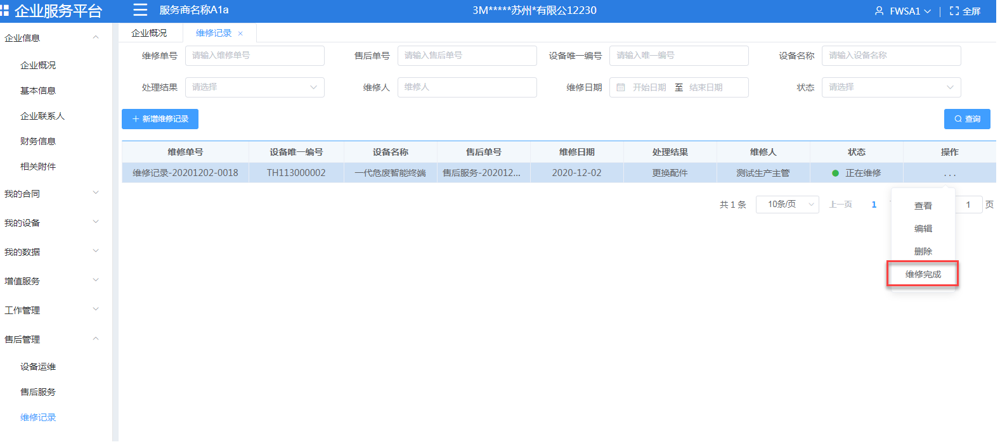 企业服务平台
服务商名称A1a
3M*****苏州*有限公12230
FWSA1
全屏
企业信息
企业概况
基本信息
企业联系人
财务信息
相关附件
我的合同
我的设备
我的数据
增值服务
工作管理
售后管理
设备运维
售后服务
维修记录
企业概况 维修记录 ×
维修单号 请输入维修单号 售后单号 请输入售后单号 设备唯一编号 请输入唯一编号 设备名称 请输入设备名称
处理结果 请选择 维修人 维修人 维修日期 开始日期 至 结束日期 状态 请选择
+ 新增维修记录 查询
维修单号 设备唯一编号 设备名称 售后单号 维修日期 处理结果 维修人 状态 操作
维修记录-20201202-0018 TH113000002 一代危废智能终端 售后服务-202012... 2020-12-02 更换配件 测试生产主管 正在维修 ...
共 1 条 10条/页 上一页 1 1 页
查看
编辑
删除
维修完成